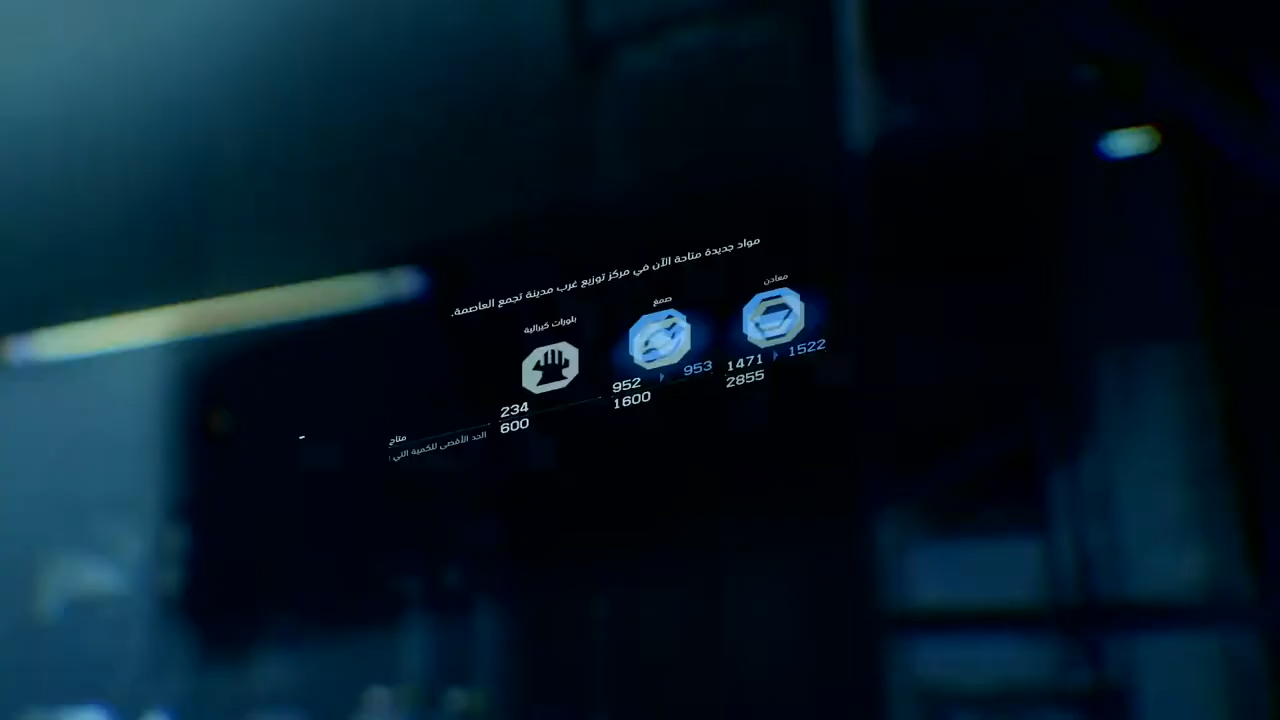 مواد جديدة متاحة الآن في مركز توزيع غرب مدينة تجمع العاصمة.
معادن
صمغ
بلورات كيرالية
1471 1522
2855
952 953
1600
234
600
متاح
الحد الأقصى للكمية التي